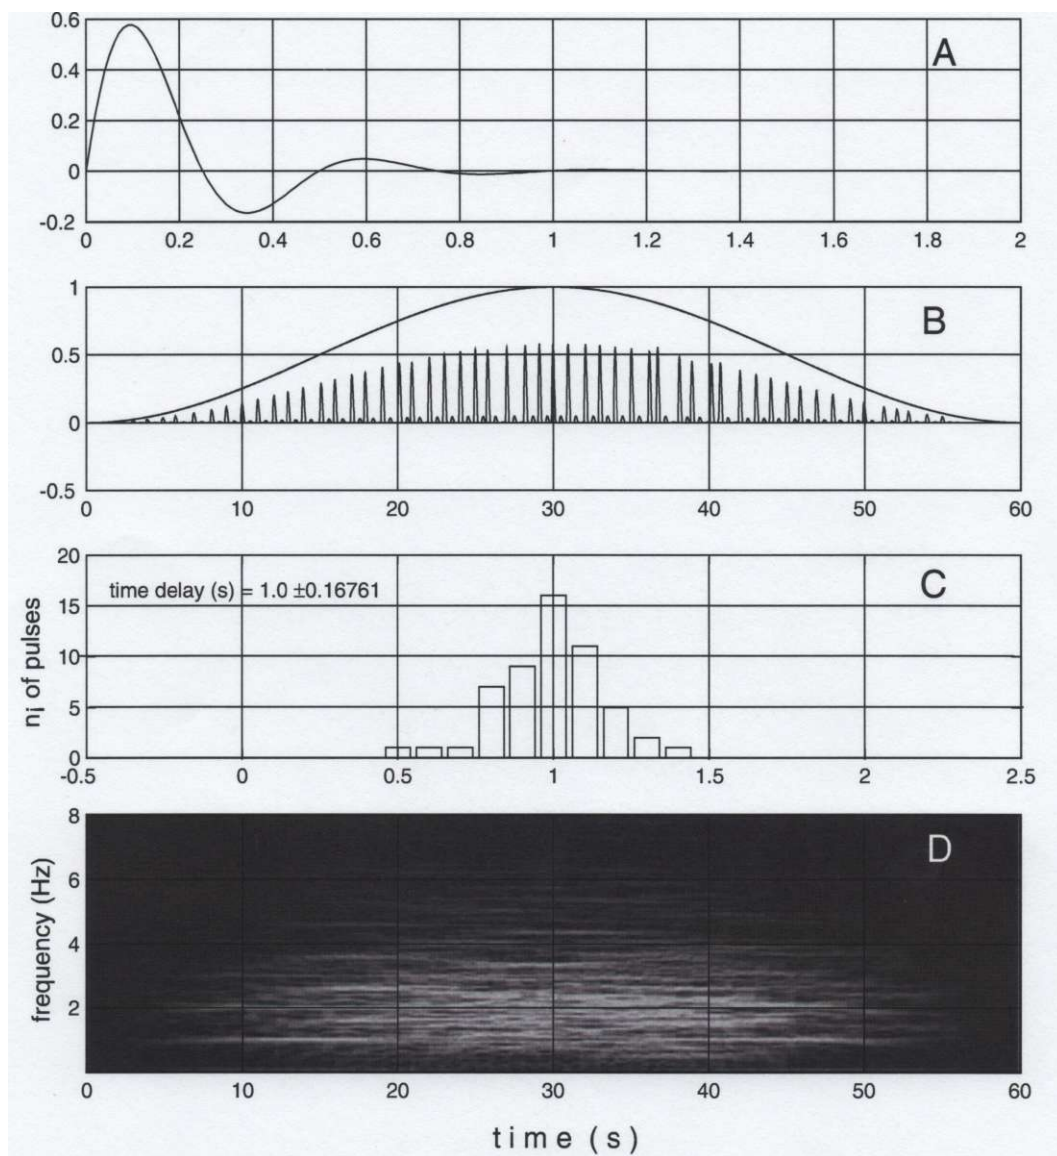 0.6
0.4
0.2
0
-0.2
A
0 0.2 0.4 0.6 0.8 1 1.2 1.4 1.6 1.8 2
1
0.5
0
-0.5
B
0 10 20 30 40 50 60
20
15
10
5
0
n¡ of pulses
time delay (s) = 1.0 ±0.16761
C
-0.5 0 0.5 1 1.5 2 2.5
8
6
4
2
frequency (Hz)
D
0 10 20 30 40 50 60
time (s)